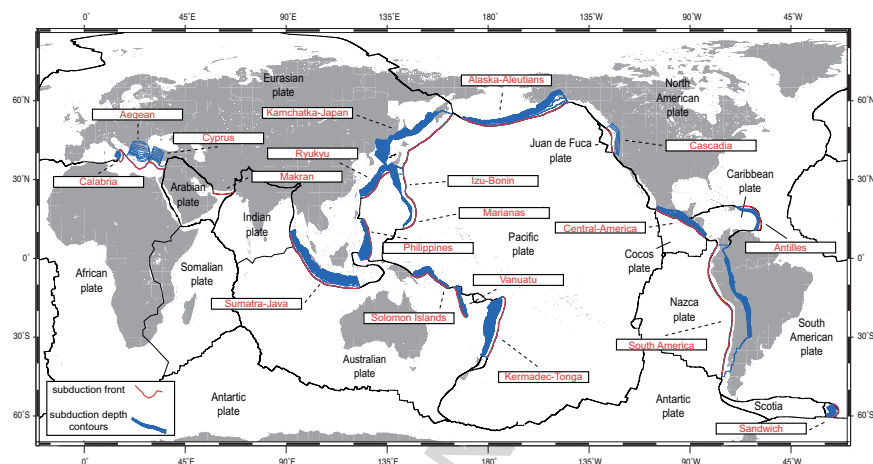 0° 45°E 90°E 135°E 180° 135°W 90°W 45°W
60°N
30°N
0°
30°S
60°S
60°N
30°N
0°
30°S
60°S
Eurasian
plate
Alaska-Aleutians
North
American
plate
Aegean
Kamchatka-Japan
Cyprus
Juan de Fuca
plate
Cascadia
Ryukyu
Calabria
Makran
Izu-Bonin
Caribbean
plate
Arabian
plate
Indian
plate
Marianas
Central-America
Pacific
plate
Philippines
Antilles
Cocos
plate
African
plate
Somalian
plate
Vanuatu
Sumatra-Java
Solomon Islands
Nazca
plate
South
American
plate
South America
Australian
plate
Kermadec-Tonga
subduction front
subduction depth
contours
Antartic
plate
Antartic
plate
Scotia
Sandwich
0° 45°E 90°E 135°E 180° 135°W 90°W 45°W